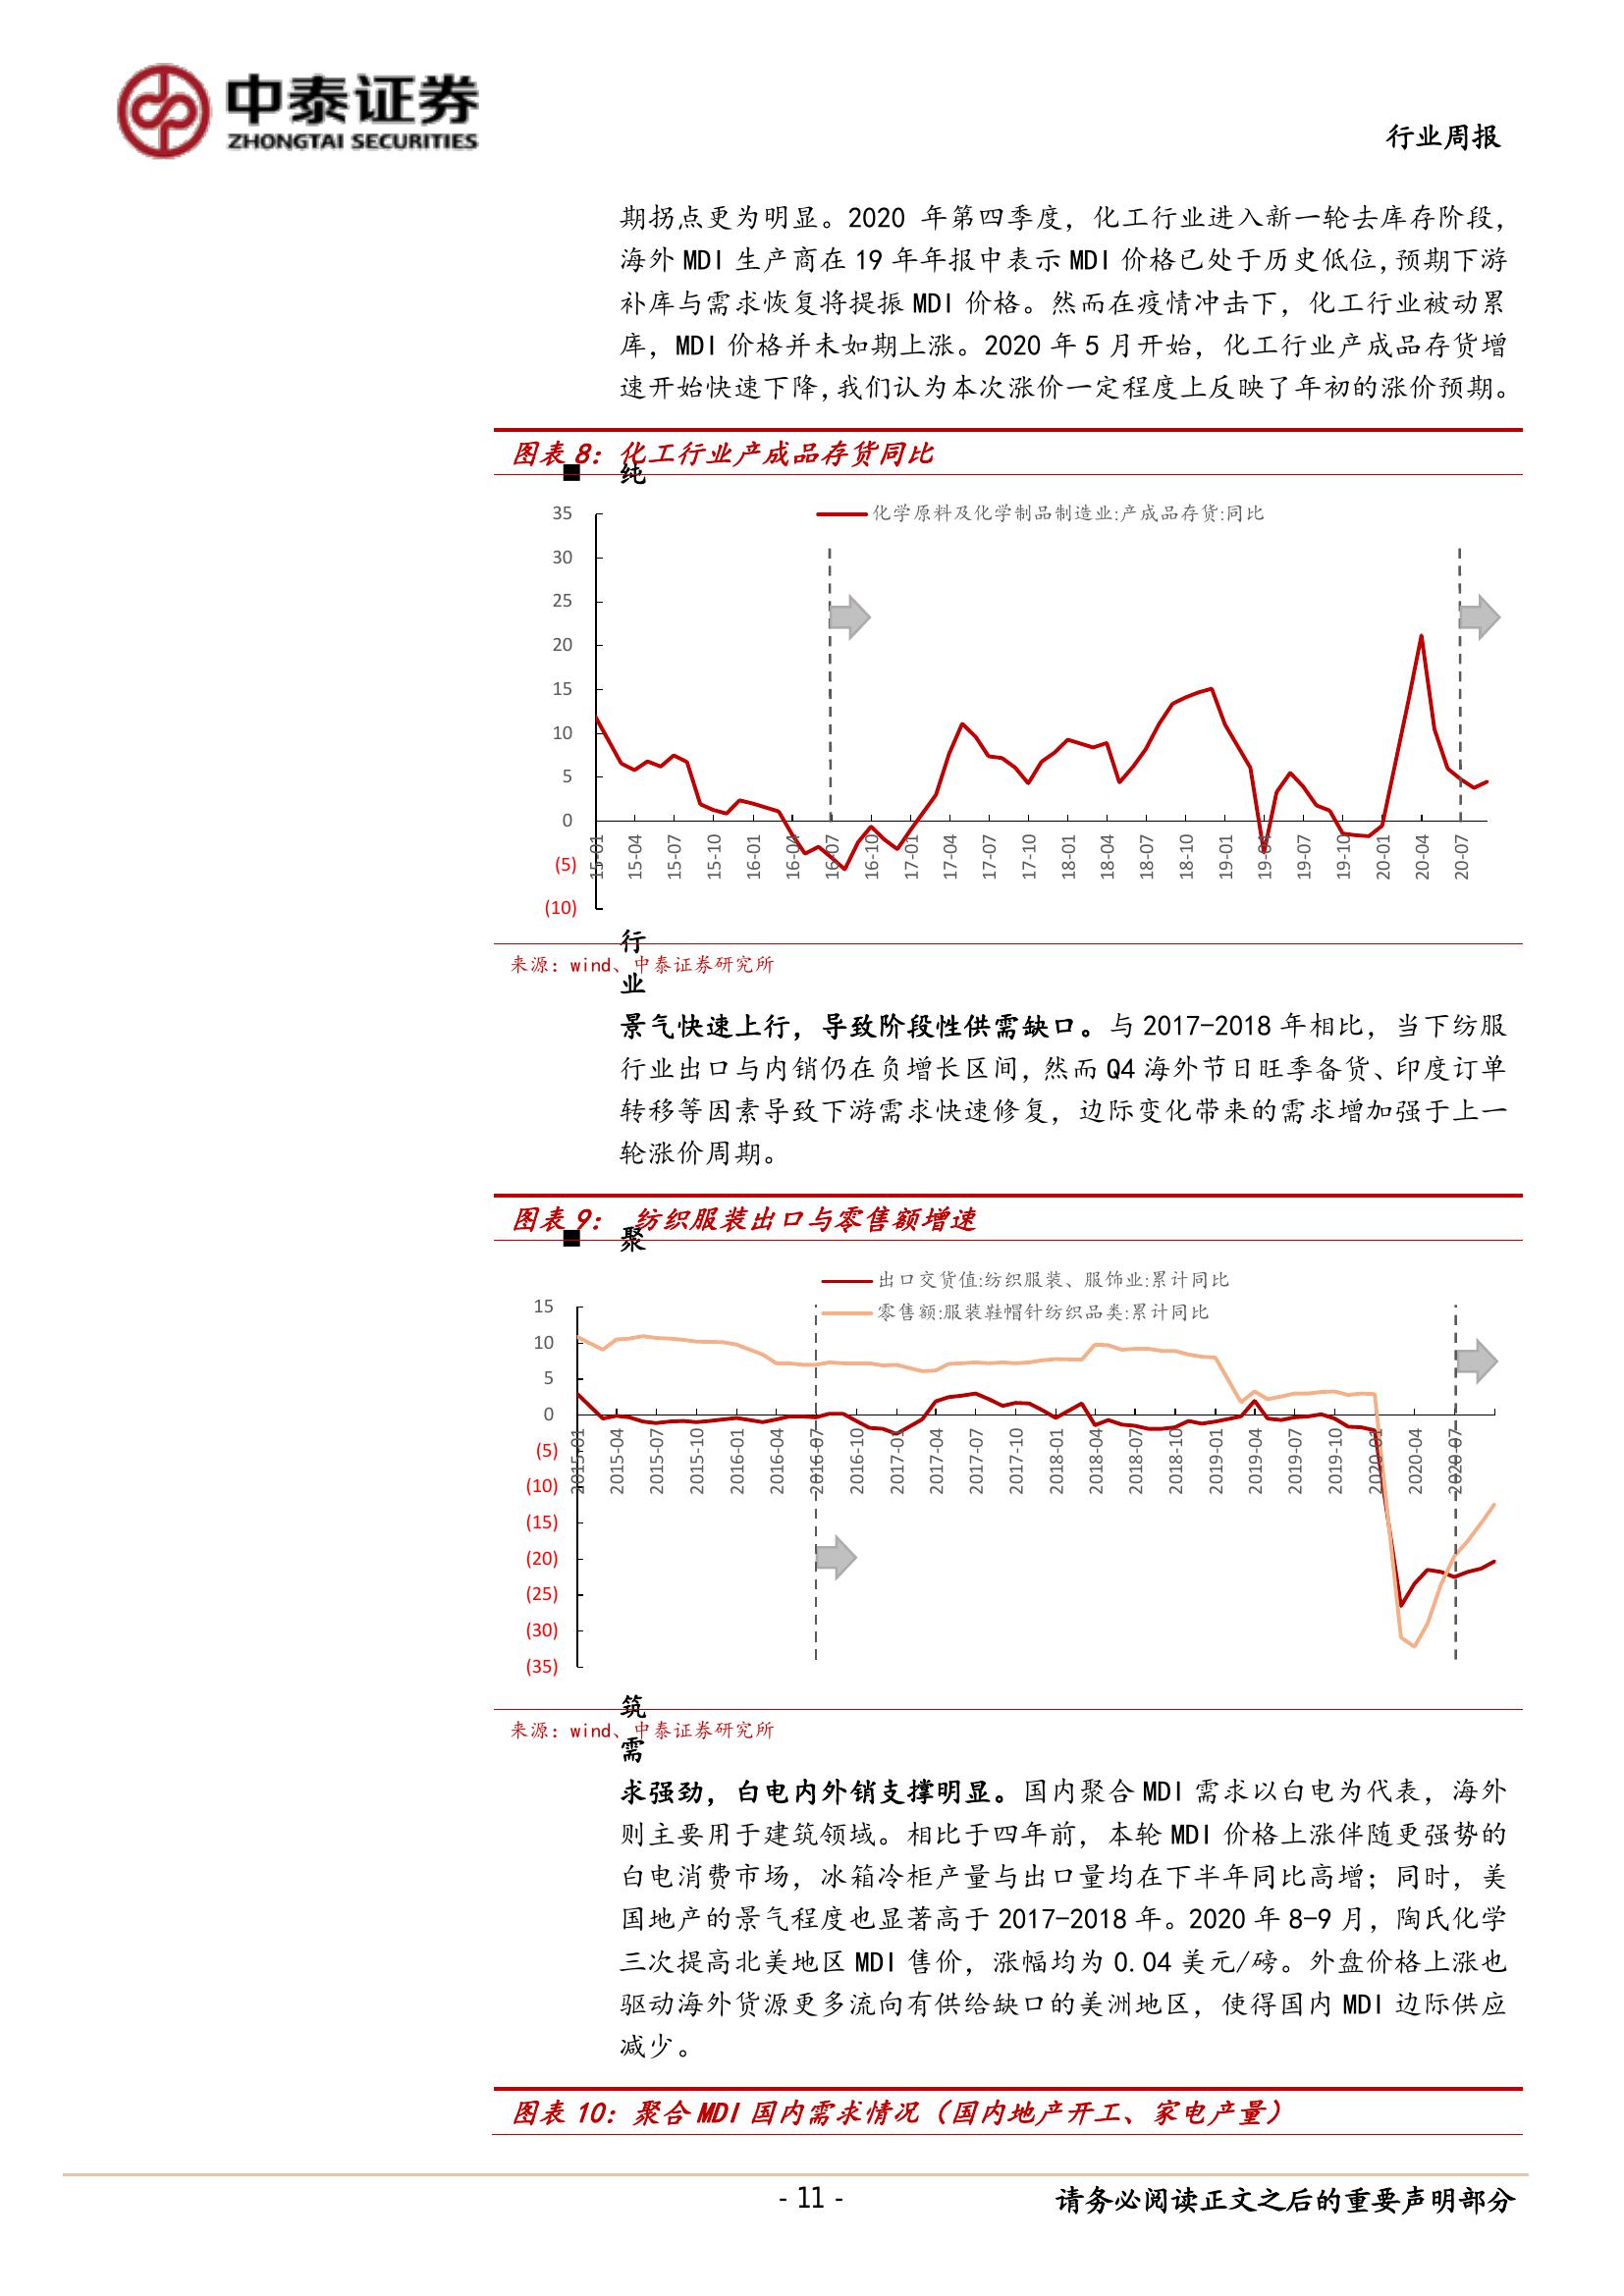 中泰证券
ZHONGTAI SECURITIES
行业周报
期拐点更为明显。2020 年第四季度，化工行业进入新一轮去库存阶段，
海外 MDI 生产商在 19 年年报中表示 MDI 价格已处于历史低位，预期下游
补库与需求恢复将提振 MDI 价格。然而在疫情冲击下，化工行业被动累
库，MDI 价格并未如期上涨。2020 年 5 月开始，化工行业产成品存货增
速开始快速下降，我们认为本次涨价一定程度上反映了年初的涨价预期。
图表 8：化工行业产成品存货同比
■ 纯
化学原料及化学制品制造业:产成品存货:同比
35
30
25
20
15
10
5
0
(5)
(10)
15-01 15-04 15-07 15-10 16-01 16-04 16-07 16-10 17-01 17-04 17-07 17-10 18-01 18-04 18-07 18-10 19-01 19-04 19-07 19-10 20-01 20-04 20-07
行
来源：wind、中泰证券研究所
业
景气快速上行，导致阶段性供需缺口。与 2017-2018 年相比，当下纺服
行业出口与内销仍在负增长区间，然而 Q4 海外节日旺季备货、印度订单
转移等因素导致下游需求快速修复，边际变化带来的需求增加强于上一
轮涨价周期。
图表 9： 纺织服装出口与零售额增速
■ 聚
出口交货值:纺织服装、服饰业:累计同比
零售额:服装鞋帽针纺织品类:累计同比
15
10
5
0
(5)
(10)
(15)
(20)
(25)
(30)
(35)
2015-01 2015-04 2015-07 2015-10 2016-01 2016-04 2016-07 2016-10 2017-01 2017-04 2017-07 2017-10 2018-01 2018-04 2018-07 2018-10 2019-01 2019-04 2019-07 2019-10 2020-01 2020-04 2020-07
筑
来源：wind、中泰证券研究所
需
求强劲，白电内外销支撑明显。国内聚合 MDI 需求以白电为代表，海外
则主要用于建筑领域。相比于四年前，本轮 MDI 价格上涨伴随更强势的
白电消费市场，冰箱冷柜产量与出口量均在下半年同比高增；同时，美
国地产的景气程度也显著高于 2017-2018 年。2020 年 8-9 月，陶氏化学
三次提高北美地区 MDI 售价，涨幅均为 0.04 美元/磅。外盘价格上涨也
驱动海外货源更多流向有供给缺口的美洲地区，使得国内 MDI 边际供应
减少。
图表 10：聚合 MDI 国内需求情况（国内地产开工、家电产量）
- 11 -
请务必阅读正文之后的重要声明部分